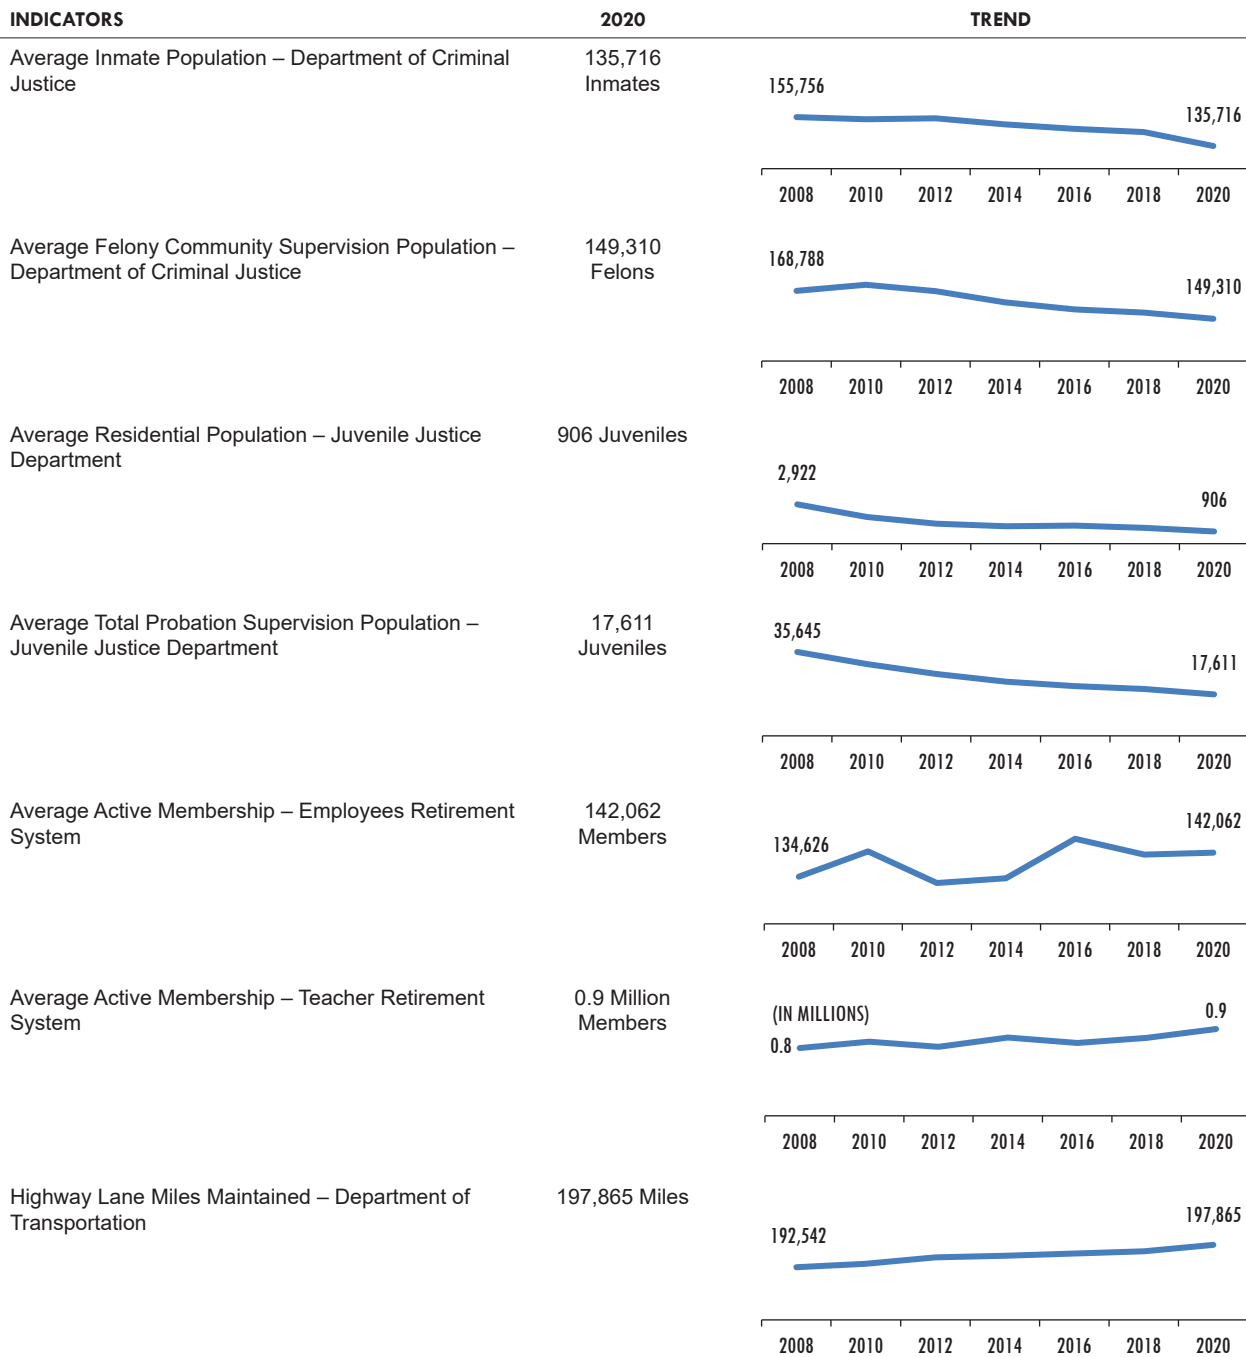 INDICATORS 2020 TREND
Average Inmate Population – Department of Criminal
Justice
135,716
Inmates
155,756
135,716
2008 2010 2012 2014 2016 2018 2020
Average Felony Community Supervision Population –
Department of Criminal Justice
149,310
Felons
168,788
149,310
2008 2010 2012 2014 2016 2018 2020
Average Residential Population – Juvenile Justice
Department
906 Juveniles
2,922
906
2008 2010 2012 2014 2016 2018 2020
Average Total Probation Supervision Population –
Juvenile Justice Department
17,611
Juveniles
35,645
17,611
2008 2010 2012 2014 2016 2018 2020
Average Active Membership – Employees Retirement
System
142,062
Members
134,626
142,062
2008 2010 2012 2014 2016 2018 2020
Average Active Membership – Teacher Retirement
System
0.9 Million
Members
(IN MILLIONS)
0.8
0.9
2008 2010 2012 2014 2016 2018 2020
Highway Lane Miles Maintained – Department of
Transportation
197,865 Miles
192,542
197,865
2008 2010 2012 2014 2016 2018 2020